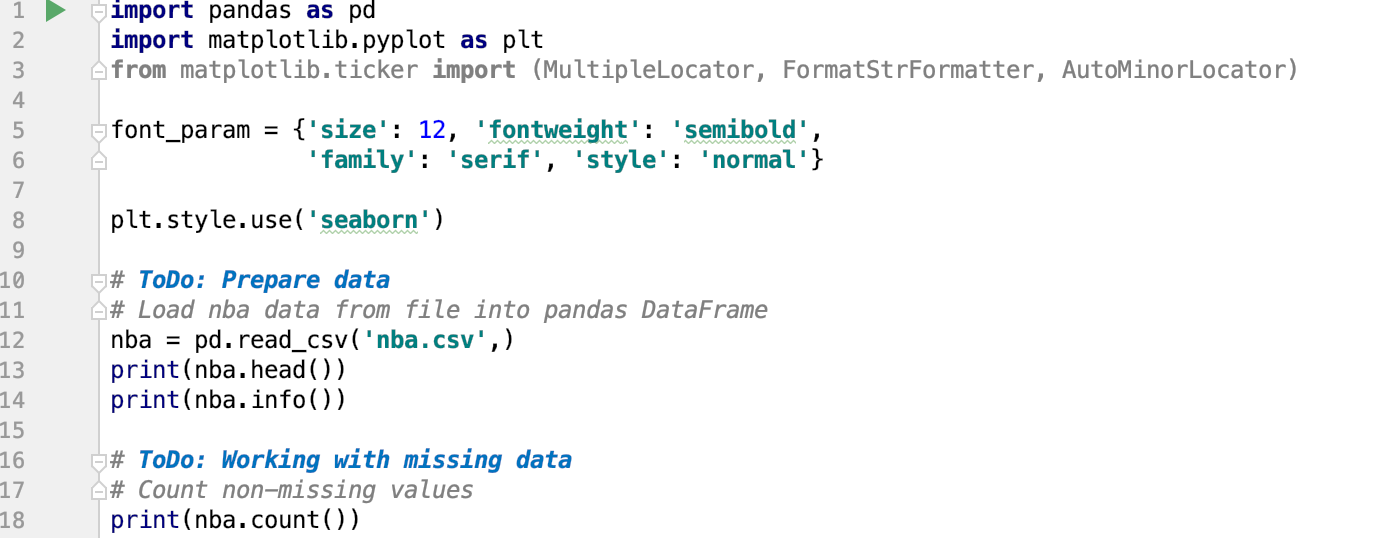 1 import pandas as pd
2 import matplotlib.pyplot as plt
3 from matplotlib.ticker import (MultipleLocator, FormatStrFormatter, AutoMinorLocator)
4
5 font_param = {'size': 12, 'fontweight': 'semibold',
6 'family': 'serif', 'style': 'normal'}
7
8 plt.style.use('seaborn')
9
10 # ToDo: Prepare data
11 # Load nba data from file into pandas DataFrame
12 nba = pd.read_csv('nba.csv',)
13 print(nba.head())
14 print(nba.info())
15
16 # ToDo: Working with missing data
17 # Count non-missing values
18 print(nba.count())